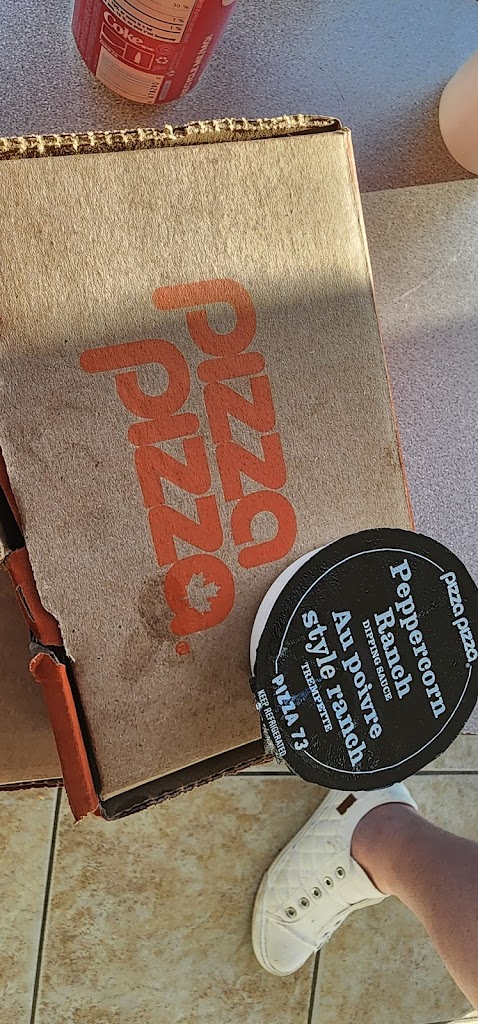 Coke
pizza
pizza
pizza pizza
Peppercorn
Ranch
DIPPING SAUCE
Au poivre
style ranch
TREMPETTE
PIZZA 73
KEEP REFRIGERATED